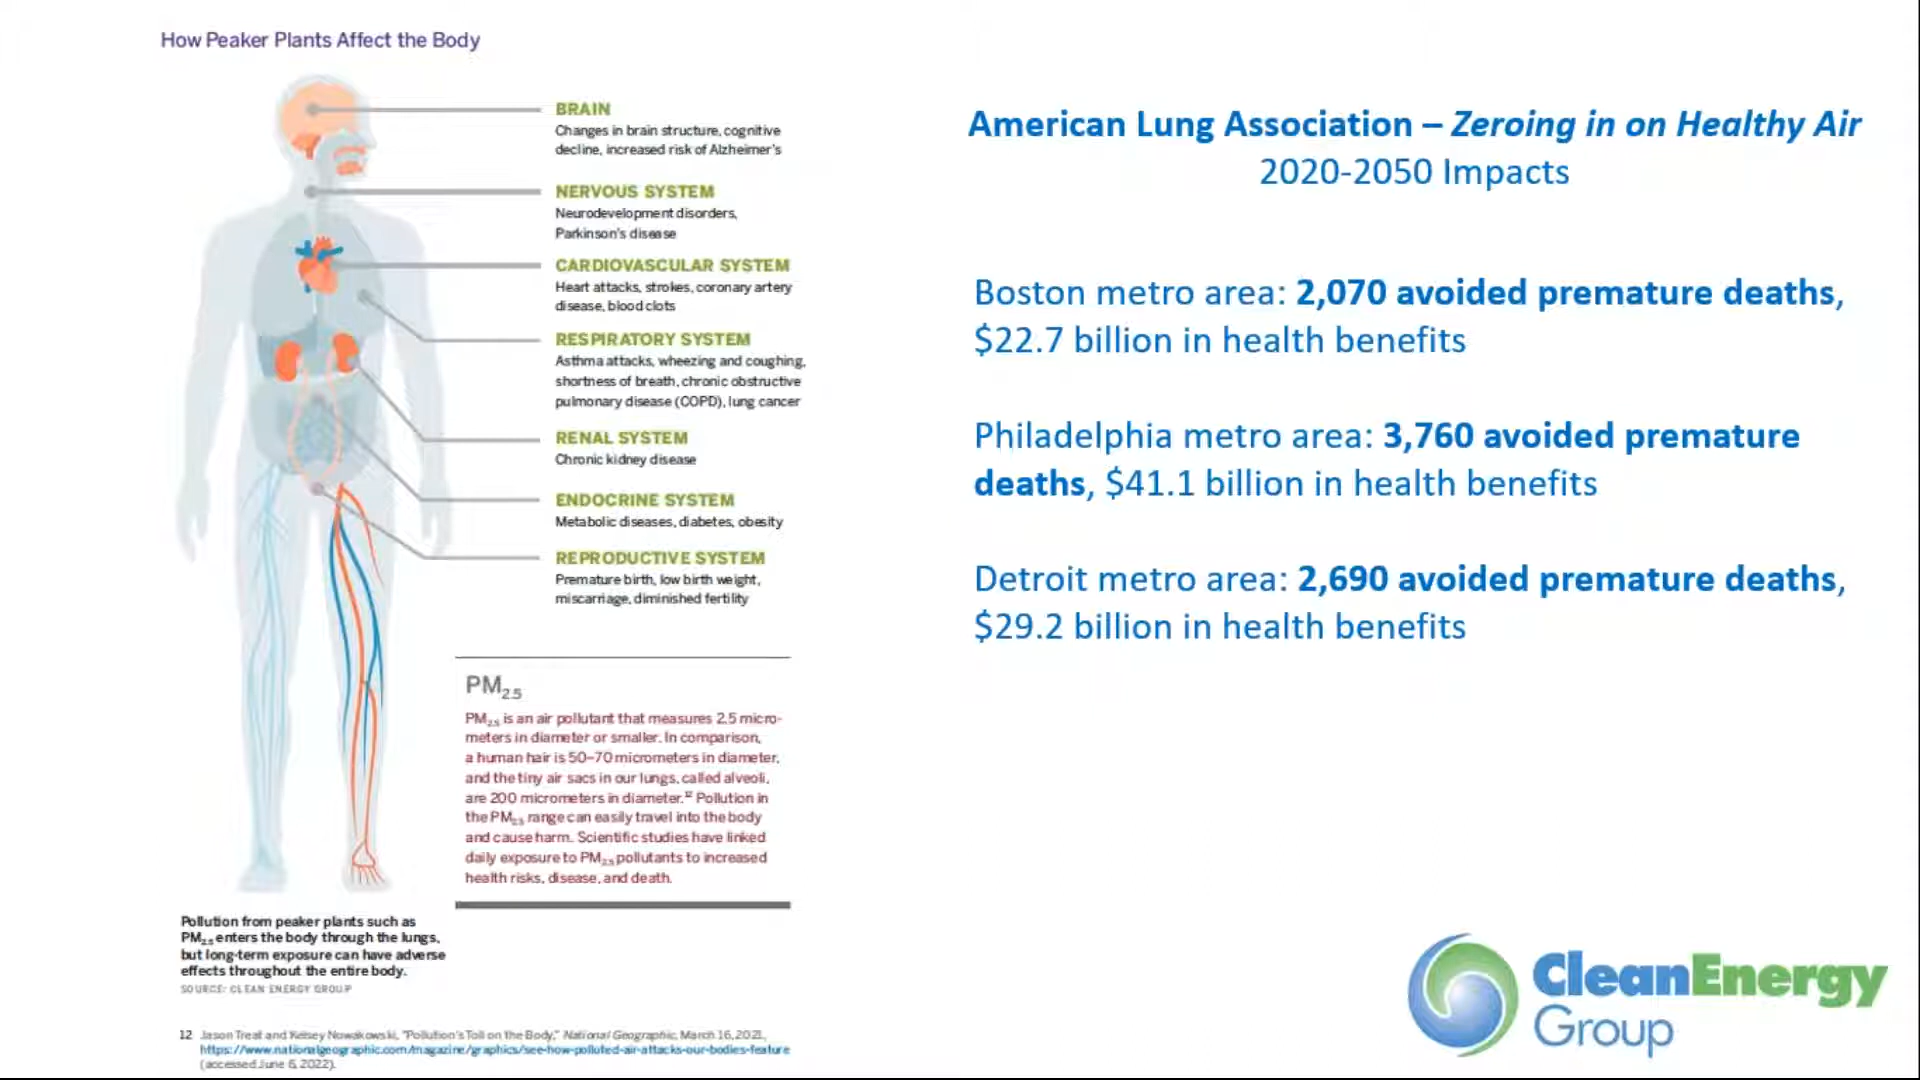 How Peaker Plants Affect the Body
BRAIN
Changes in brain structure, cognitive
decline, increased risk of Alzheimer's
NERVOUS SYSTEM
Neurodevelopment disorders,
Parkinson's disease
CARDIOVASCULAR SYSTEM
Heart attacks, strokes, coronary artery
disease, blood clots
RESPIRATORY SYSTEM
Asthma attacks, wheezing and coughing,
shortness of breath, chronic obstructive
pulmonary disease (COPD), lung cancer
RENAL SYSTEM
Chronic kidney disease
ENDOCRINE SYSTEM
Metabolic diseases, diabetes, obesity
REPRODUCTIVE SYSTEM
Premature birth, low birth weight,
miscarriage, diminished fertility
PM2.5
PM2.5 is an air pollutant that measures 2.5 micro-
meters in diameter or smaller. In comparison,
a human hair is 50–70 micrometers in diameter,
and the tiny air sacs in our lungs, called alveoli,
are 200 micrometers in diameter.12 Pollution in
the PM2.5 range can easily travel into the body
and cause harm. Scientific studies have linked
daily exposure to PM2.5 pollutants to increased
health risks, disease, and death.
Pollution from peaker plants such as
PM2.5 enters the body through the lungs,
but long-term exposure can have adverse
effects throughout the entire body.
SOURCE: CLEAN ENERGY GROUP
12 Jason Treat and Kelsey Nowakowski, "Pollution's Toll on the Body," National Geographic, March 16, 2021,
https://www.nationalgeographic.com/magazine/graphics/see-how-polluted-air-attacks-our-bodies-feature
(accessed June 6, 2022).
American Lung Association – Zeroing in on Healthy Air
2020-2050 Impacts
Boston metro area: 2,070 avoided premature deaths,
$22.7 billion in health benefits
Philadelphia metro area: 3,760 avoided premature
deaths, $41.1 billion in health benefits
Detroit metro area: 2,690 avoided premature deaths,
$29.2 billion in health benefits
CleanEnergy
Group